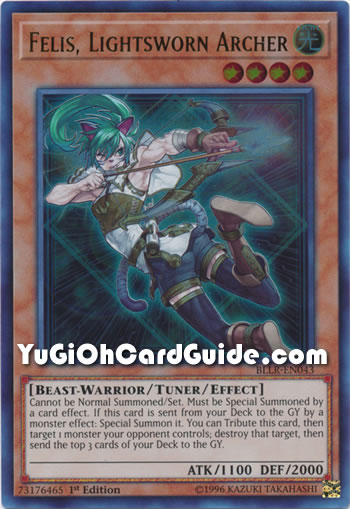 FELIS, LIGHTSWORN ARCHER
光
YuGiOhCardGuide.com
BLLR-EN043
[BEAST-WARRIOR/TUNER/EFFECT]
Cannot be Normal Summoned/Set. Must be Special Summoned by
a card effect. If this card is sent from your Deck to the GY by a
monster effect: Special Summon it. You can Tribute this card, then
target 1 monster your opponent controls; destroy that target, then
send the top 3 cards of your Deck to the GY.
ATK/1100 DEF/2000
73176465 1st Edition ©1996 KAZUKI TAKAHASHI